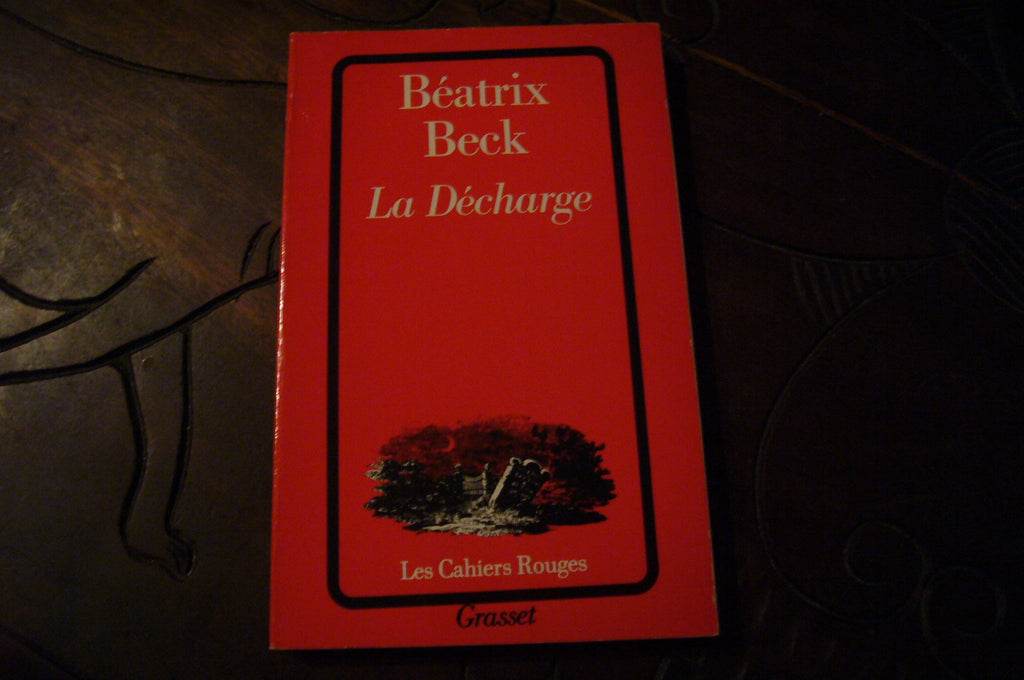 Béatrix
Beck
La Décharge
Les Cahiers Rouges
Grasset